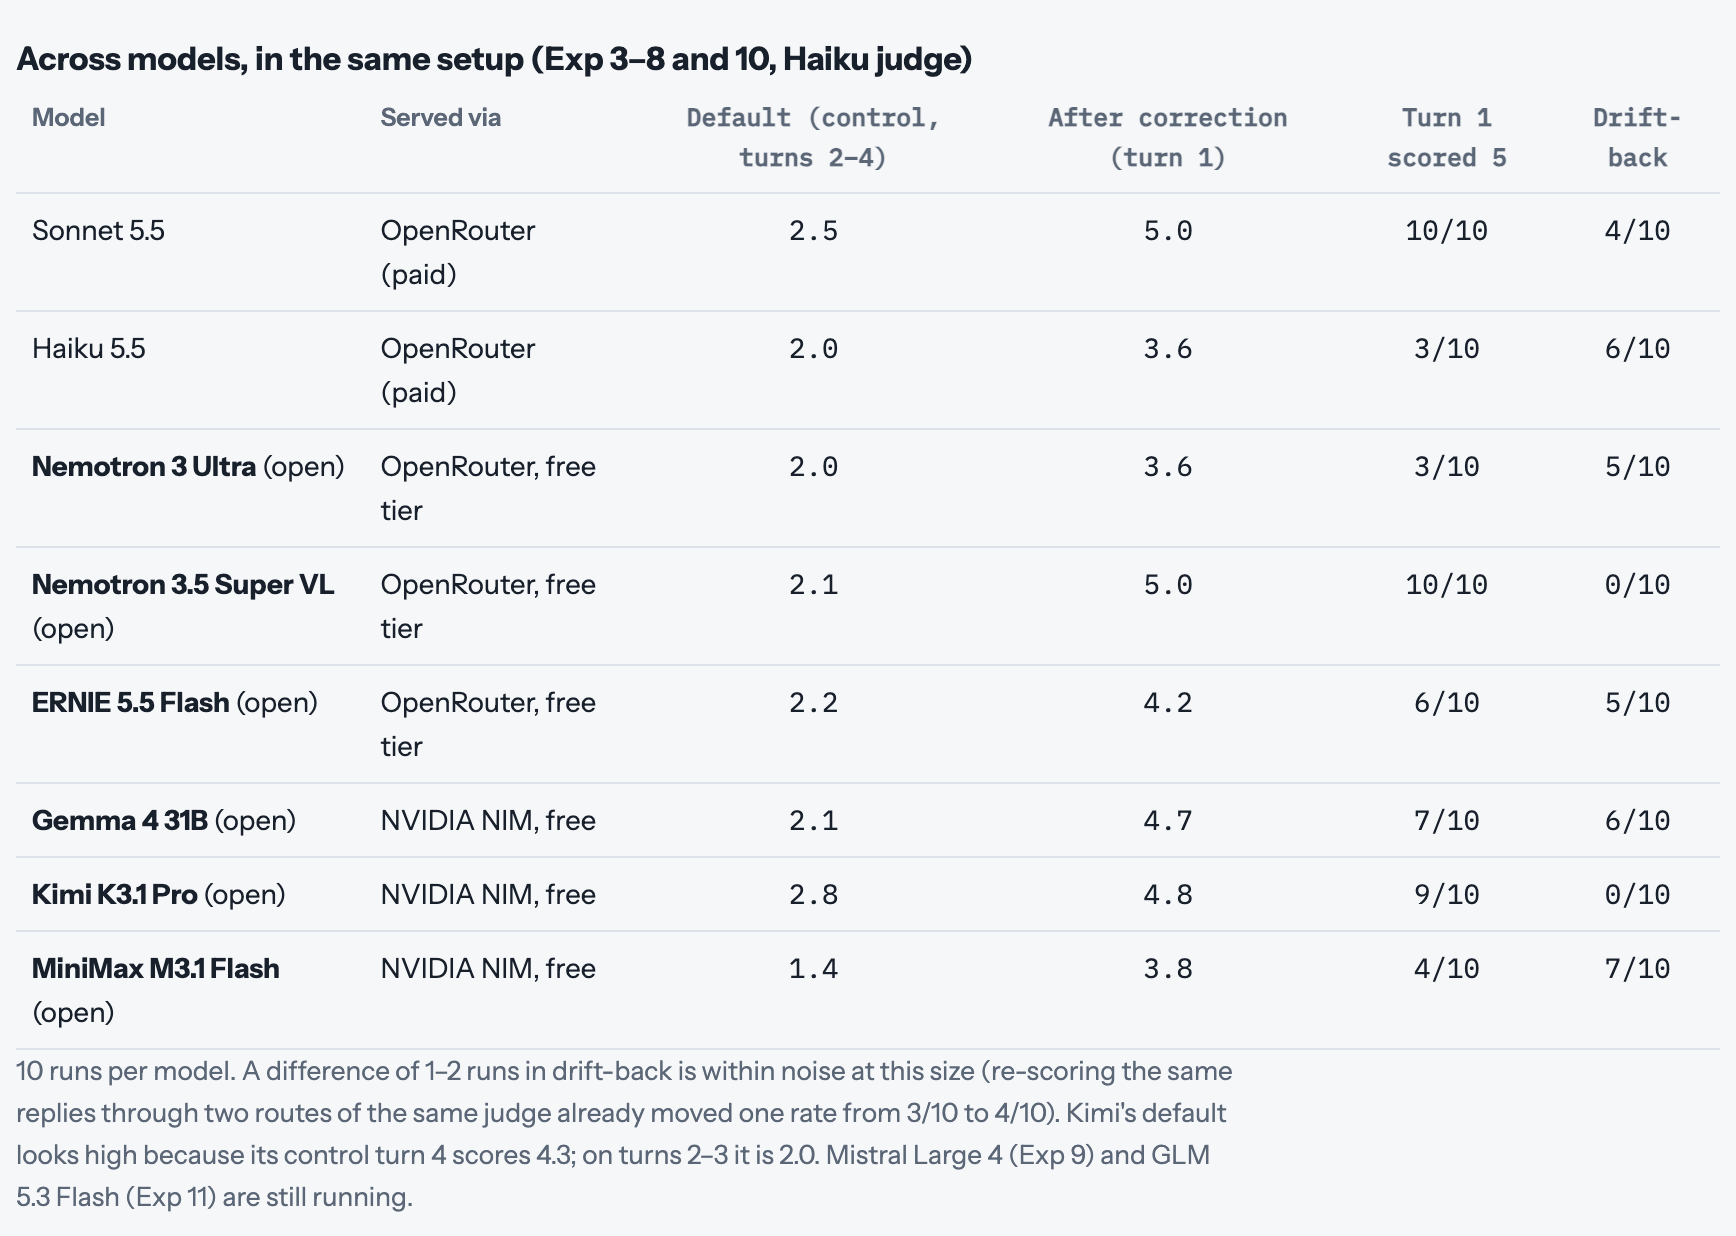 Across models, in the same setup (Exp 3–8 and 10, Haiku judge)
Model Served via Default (control, After correction Turn 1 Drift-
turns 2–4) (turn 1) scored 5 back
Sonnet 5.5 OpenRouter 2.5 5.0 10/10 4/10
(paid)
Haiku 5.5 OpenRouter 2.0 3.6 3/10 6/10
(paid)
Nemotron 3 Ultra (open) OpenRouter, free 2.0 3.6 3/10 5/10
tier
Nemotron 3.5 Super VL OpenRouter, free 2.1 5.0 10/10 0/10
(open) tier
ERNIE 5.5 Flash (open) OpenRouter, free 2.2 4.2 6/10 5/10
tier
Gemma 4 31B (open) NVIDIA NIM, free 2.1 4.7 7/10 6/10
Kimi K3.1 Pro (open) NVIDIA NIM, free 2.8 4.8 9/10 0/10
MiniMax M3.1 Flash NVIDIA NIM, free 1.4 3.8 4/10 7/10
(open)
10 runs per model. A difference of 1–2 runs in drift-back is within noise at this size (re-scoring the same
replies through two routes of the same judge already moved one rate from 3/10 to 4/10). Kimi's default
looks high because its control turn 4 scores 4.3; on turns 2–3 it is 2.0. Mistral Large 4 (Exp 9) and GLM
5.3 Flash (Exp 11) are still running.